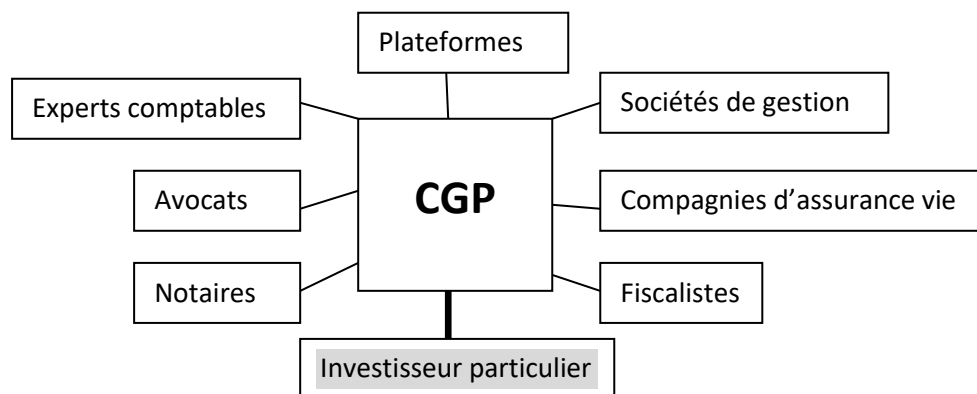 Plateformes
Experts comptables
Sociétés de gestion
Avocats
CGP
Compagnies d’assurance vie
Notaires
Fiscalistes
Investisseur particulier